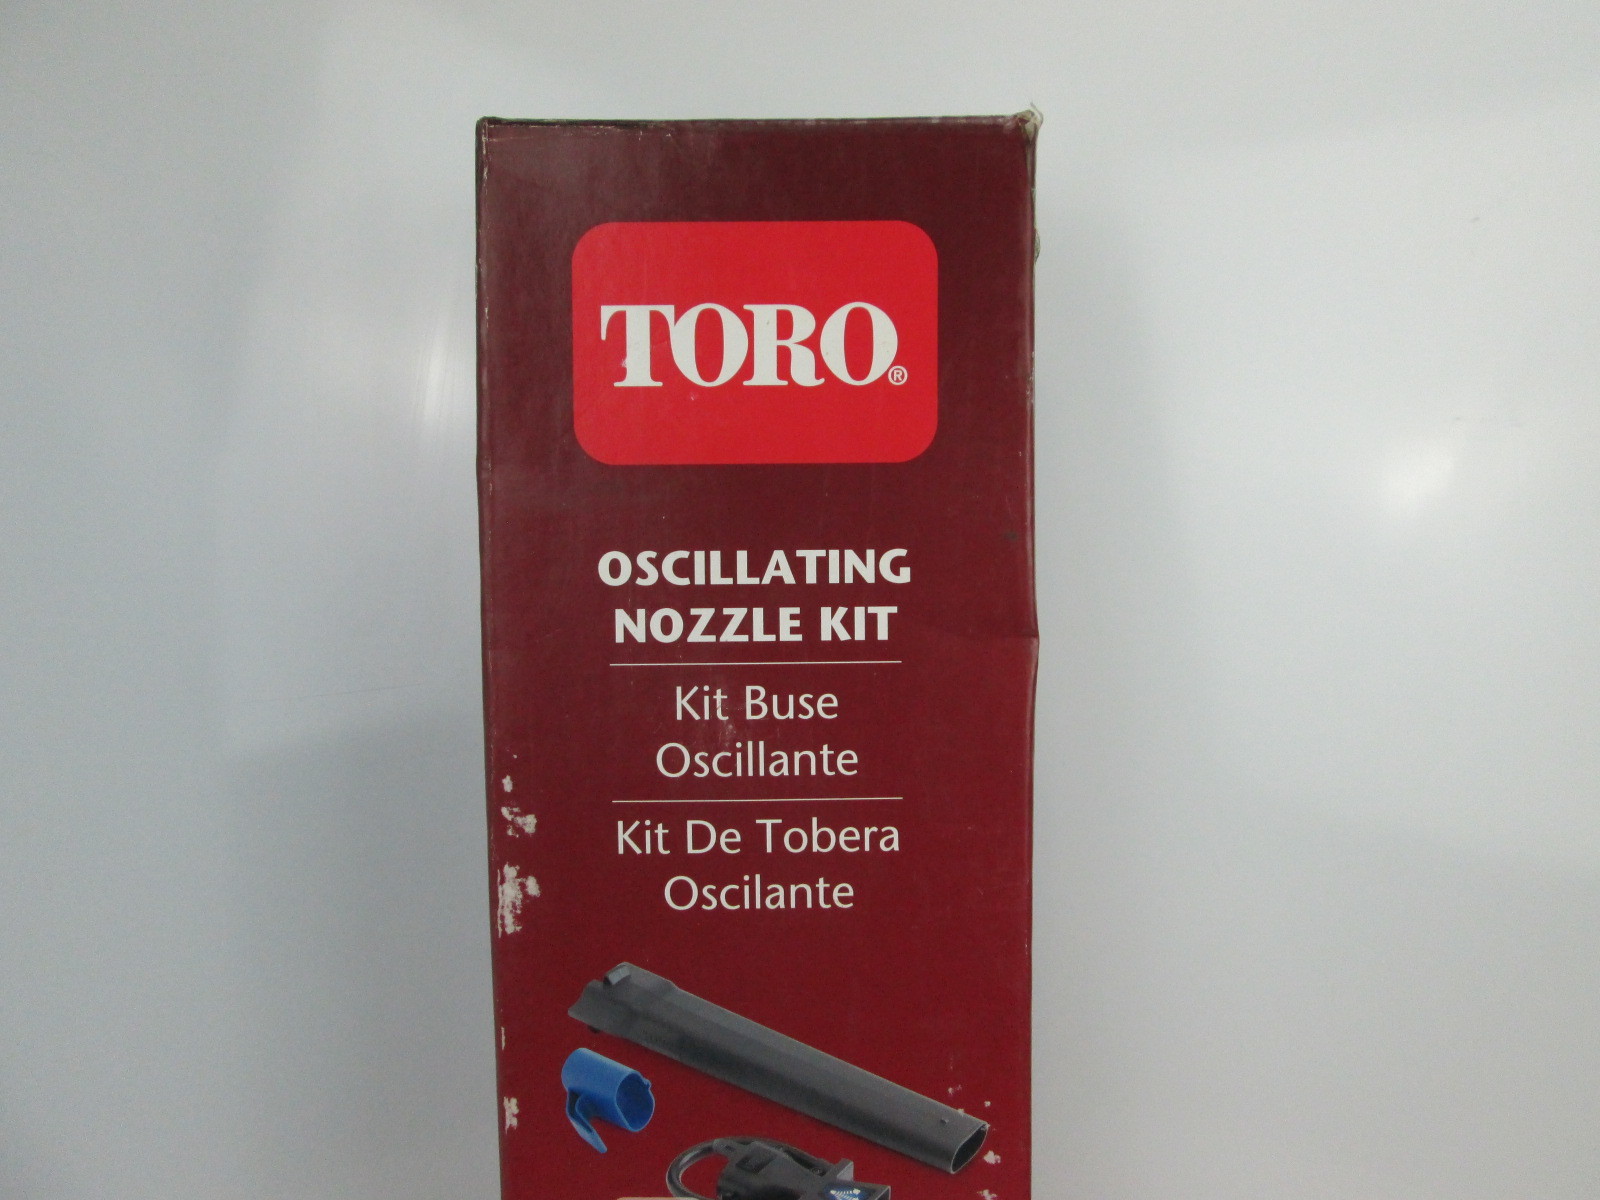 TORO®
OSCILLATING
NOZZLE KIT
Kit Buse
Oscillante
Kit De Tobera
Oscilante